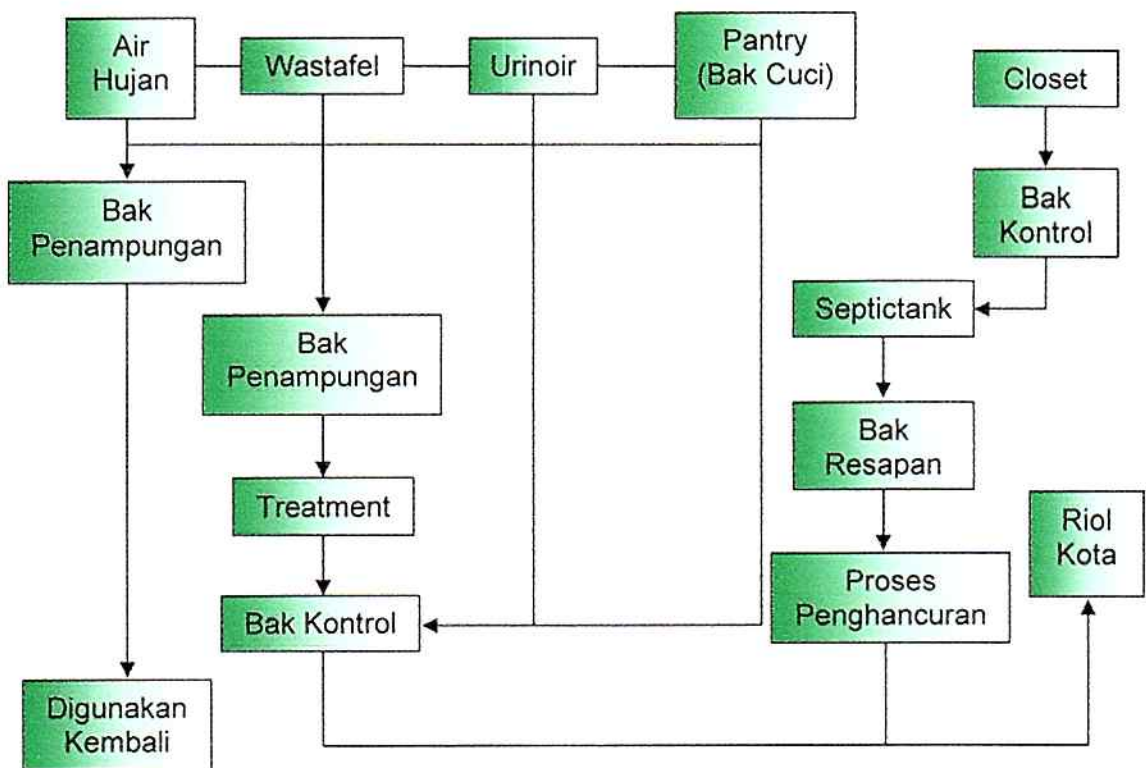 Air
Hujan
Wastafel
Urinoir
Pantry
(Bak Cuci)
Closet
Bak
Penampungan
Bak
Kontrol
Septictank
Bak
Penampungan
Bak
Resapan
Treatment
Riol
Kota
Proses
Penghancuran
Bak Kontrol
Digunakan
Kembali